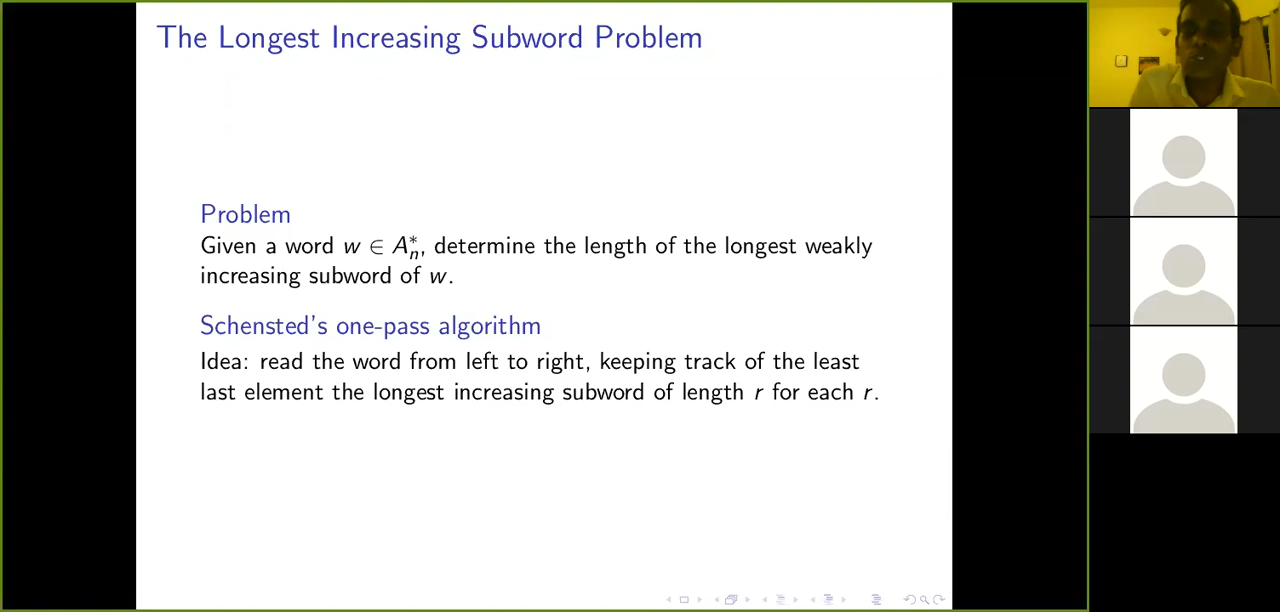 The Longest Increasing Subword Problem
Problem
Given a word w ∈ A*ₙ, determine the length of the longest weakly
increasing subword of w.
Schensted's one-pass algorithm
Idea: read the word from left to right, keeping track of the least
last element the longest increasing subword of length r for each r.